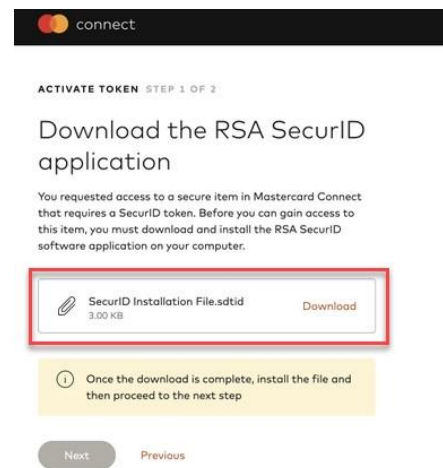 connect
ACTIVATE TOKEN STEP 1 OF 2
Download the RSA SecurID
application
You requested access to a secure item in Mastercard Connect
that requires a SecurID token. Before you can gain access to
this item, you must download and install the RSA SecurID
software application on your computer.
SecurID Installation File.sdtid
Download
3.00 KB
Once the download is complete, install the file and
then proceed to the next step
Next
Previous